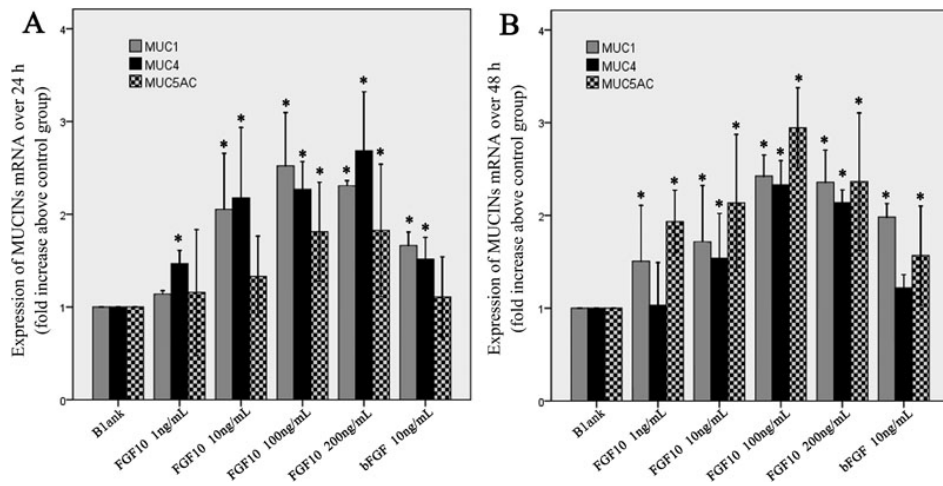 A
Expression of MUCINs mRNA over 24 h
(fold increase above control group)
4
3
2
1
0
MUC1
MUC4
MUC5AC
* * * * * * * * * * *
Blank
FGF10 1ng/mL
FGF10 10ng/mL
FGF10 100ng/mL
FGF10 200ng/mL
bFGF 10ng/mL
B
Expression of MUCINs mRNA over 48 h
(fold increase above control group)
4
3
2
1
0
MUC1
MUC4
MUC5AC
* * * * * * * * * * * * *
Blank
FGF10 1ng/mL
FGF10 10ng/mL
FGF10 100ng/mL
FGF10 200ng/mL
bFGF 10ng/mL